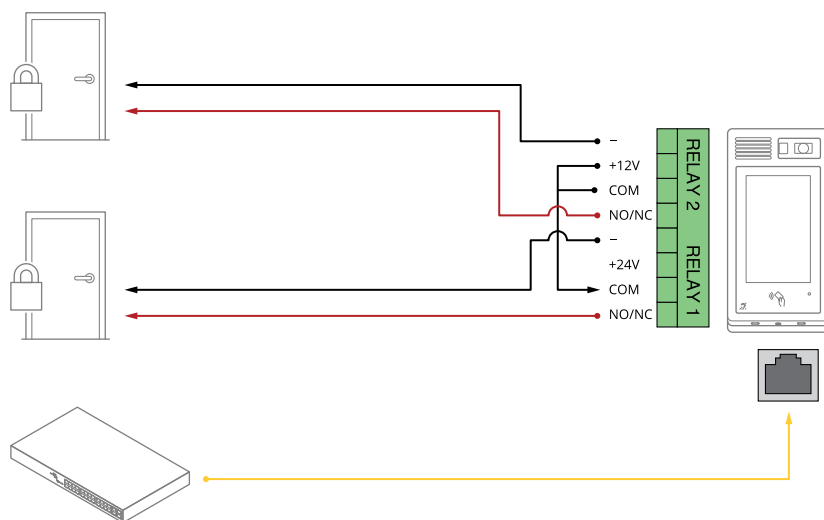 –
+12V
COM
NO/NC
–
+24V
COM
NO/NC
RELAY 2
RELAY 1